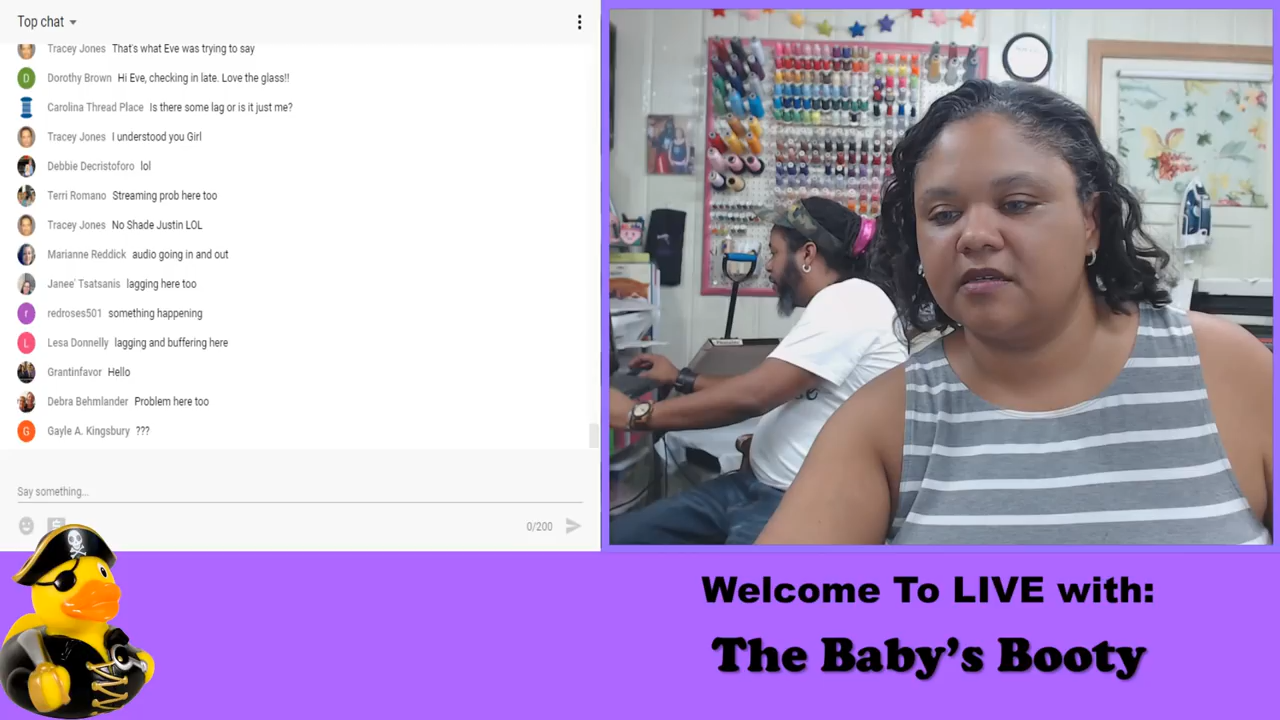 Top chat
Tracey Jones That's what Eve was trying to say
D Dorothy Brown Hi Eve, checking in late. Love the glass!!
Carolina Thread Place Is there some lag or is it just me?
Tracey Jones I understood you Girl
Debbie Decristoforo lol
Terri Romano Streaming prob here too
Tracey Jones No Shade Justin LOL
Marianne Reddick audio going in and out
Janee' Tsatsanis lagging here too
r redroses501 something happening
L Lesa Donnelly lagging and buffering here
Grantinfavor Hello
Debra Behmlander Problem here too
G Gayle A. Kingsbury ???
Say something...
0/200
Welcome To LIVE with:
The Baby's Booty